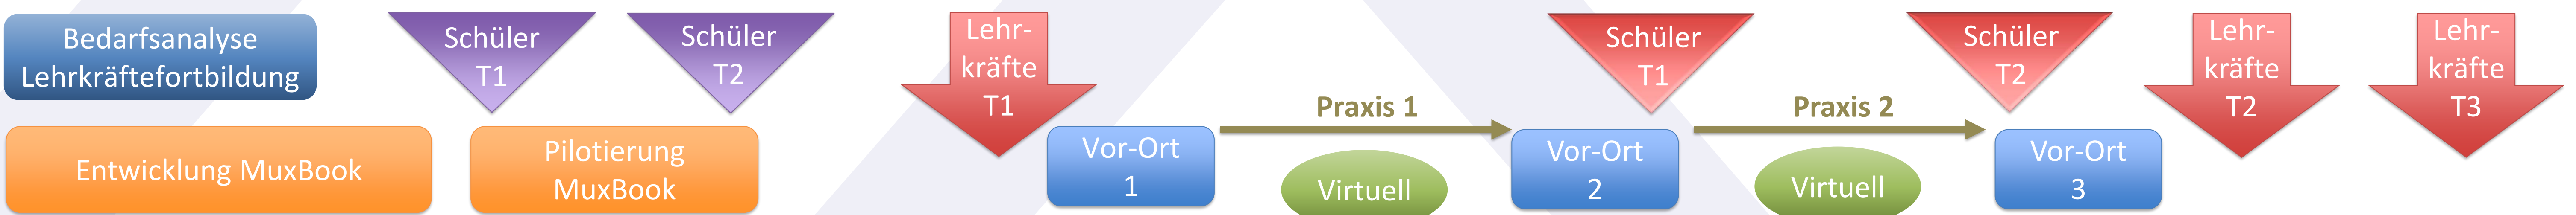 Bedarfsanalyse
Lehrkräftefortbildung
Entwicklung MuxBook
Schüler
T1
Schüler
T2
Pilotierung
MuxBook
Lehr-
kräfte
T1
Vor-Ort
1
Praxis 1
Virtuell
Schüler
T1
Vor-Ort
2
Praxis 2
Virtuell
Schüler
T2
Vor-Ort
3
Lehr-
kräfte
T2
Lehr-
kräfte
T3